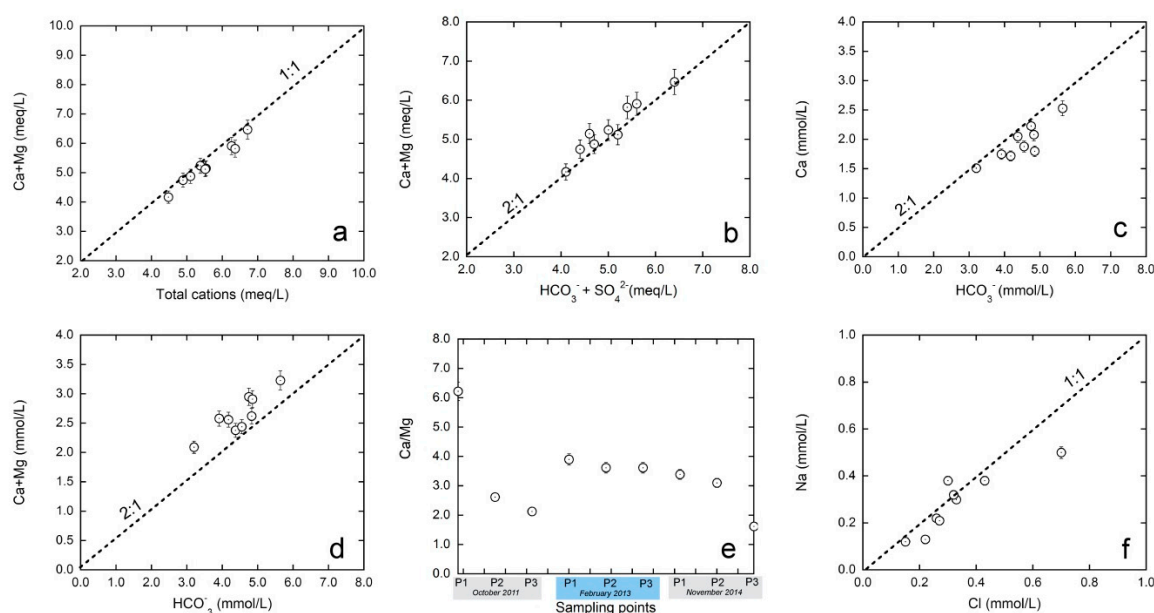 10.0
9.0
8.0
7.0
6.0
5.0
4.0
3.0
2.0
Ca+Mg (meq/L)
1:1
a
2.0 3.0 4.0 5.0 6.0 7.0 8.0 9.0 10.0
Total cations (meq/L)
8.0
7.0
6.0
5.0
4.0
3.0
2.0
Ca+Mg (meq/L)
2:1
b
2.0 3.0 4.0 5.0 6.0 7.0 8.0
HCO₃⁻ + SO₄²⁻(meq/L)
4.0
3.5
3.0
2.5
2.0
1.5
1.0
0.5
0.0
Ca (mmol/L)
2:1
c
0.0 1.0 2.0 3.0 4.0 5.0 6.0 7.0 8.0
HCO₃⁻ (mmol/L)
4.0
3.5
3.0
2.5
2.0
1.5
1.0
0.5
0.0
Ca+Mg (mmol/L)
2:1
d
0.0 1.0 2.0 3.0 4.0 5.0 6.0 7.0 8.0
HCO₃⁻ (mmol/L)
8.0
7.0
6.0
5.0
4.0
3.0
2.0
1.0
0.0
Ca/Mg
e
P1 P2 P3 P1 P2 P3 P1 P2 P3
October 2011 February 2013 November 2014
Sampling points
1.0
0.8
0.6
0.4
0.2
0.0
Na (mmol/L)
1:1
f
0.0 0.2 0.4 0.6 0.8 1.0
Cl (mmol/L)